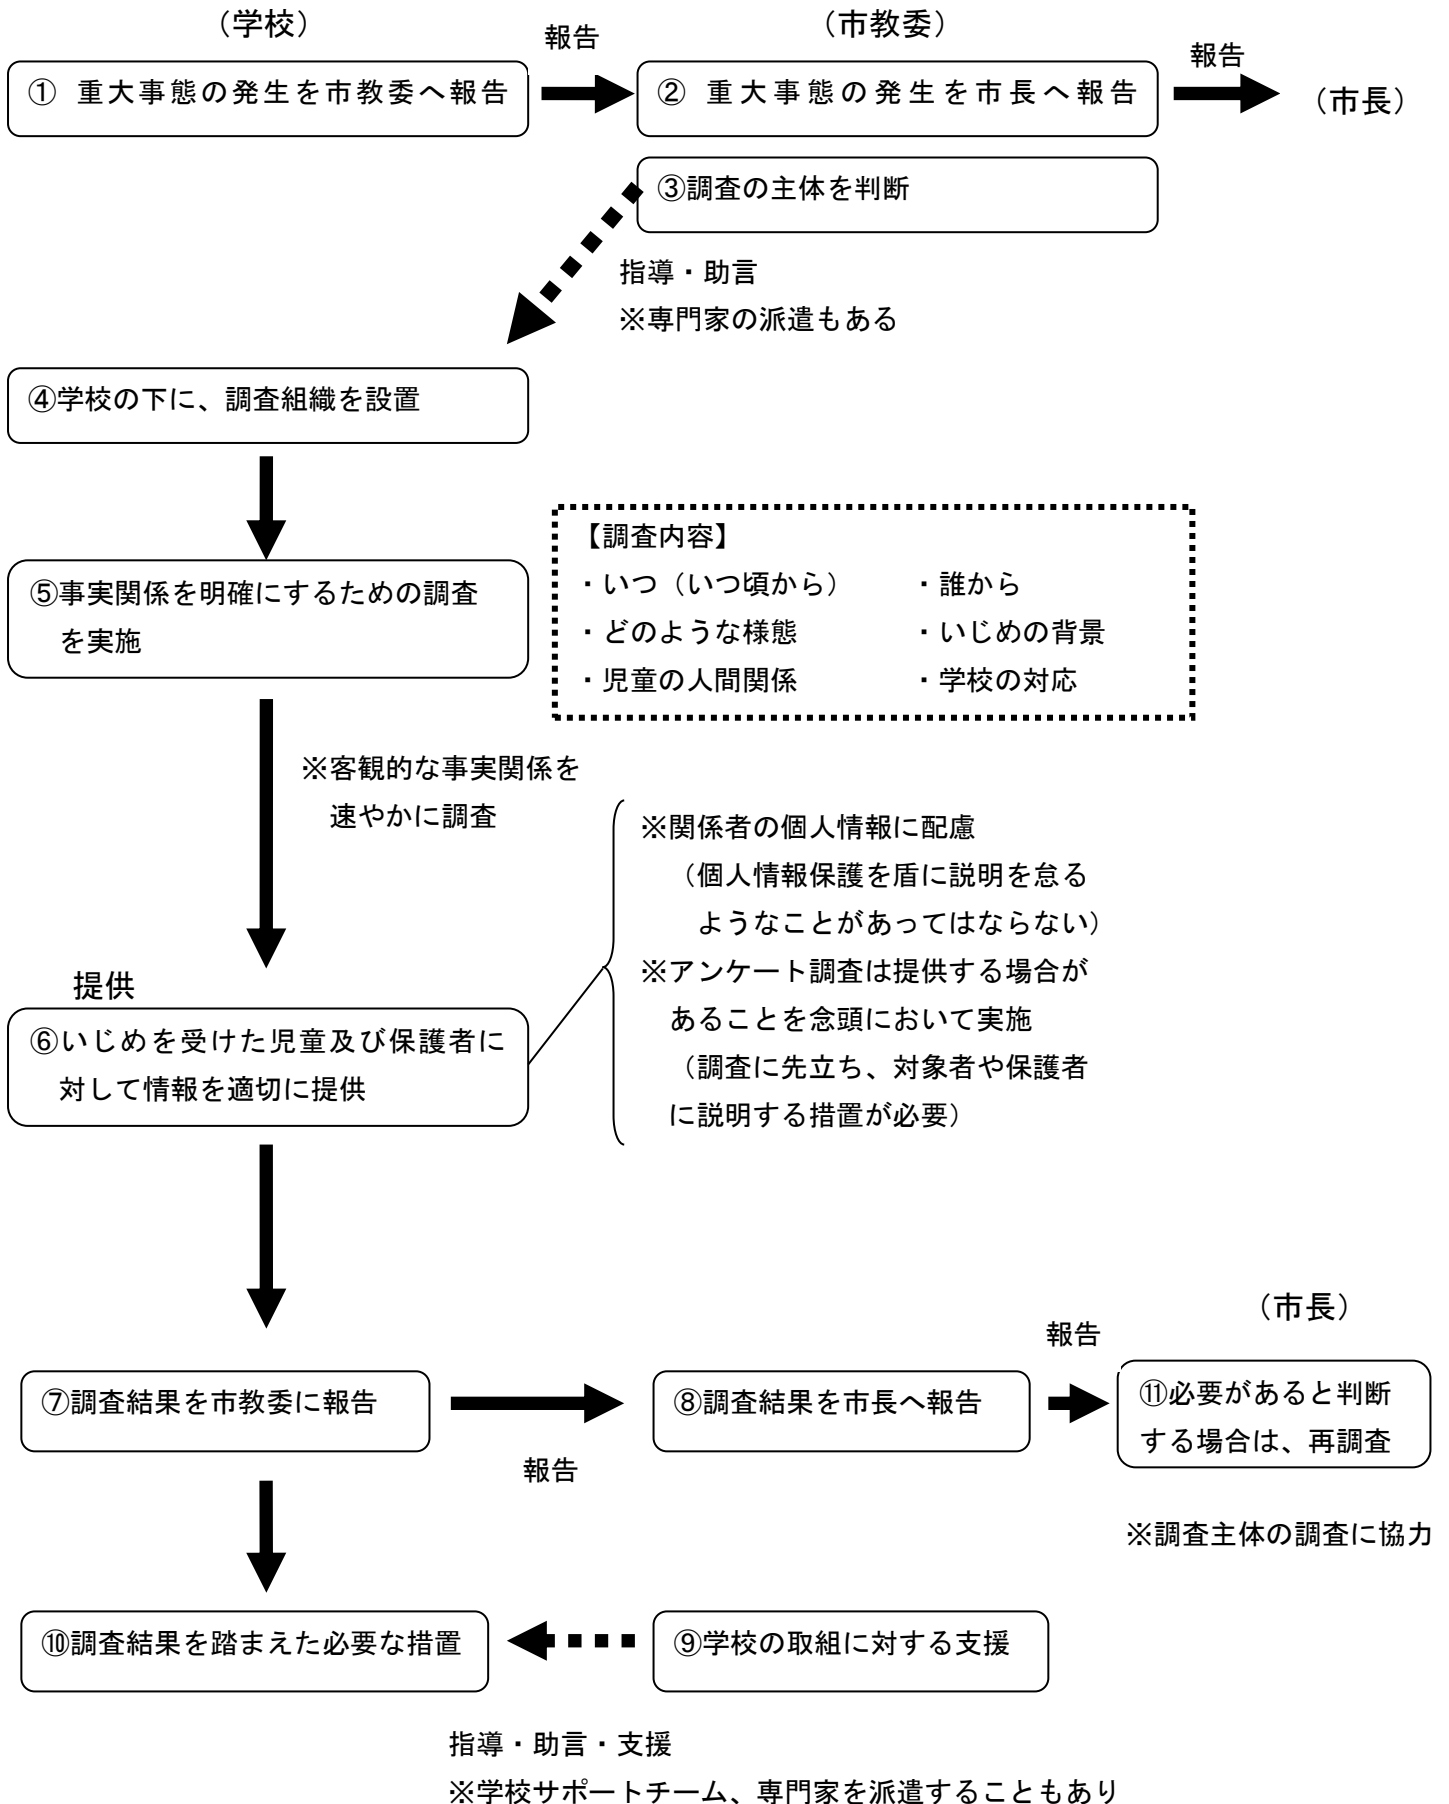 （学校）
（市教委）
報告
報告
① 重大事態の発生を市教委へ報告
② 重大事態の発生を市長へ報告
（市長）
③調査の主体を判断
指導・助言
※専門家の派遣もある
④学校の下に、調査組織を設置
⑤事実関係を明確にするための調査
を実施
【調査内容】
・いつ（いつ頃から） ・誰から
・どのような様態 ・いじめの背景
・児童の人間関係 ・学校の対応
※客観的な事実関係を
速やかに調査
※関係者の個人情報に配慮
（個人情報保護を盾に説明を怠る
ようなことがあってはならない）
※アンケート調査は提供する場合が
あることを念頭において実施
（調査に先立ち、対象者や保護者
に説明する措置が必要）
提供
⑥いじめを受けた児童及び保護者に
対して情報を適切に提供
（市長）
報告
⑦調査結果を市教委に報告
報告
⑧調査結果を市長へ報告
⑪必要があると判断
する場合は、再調査
※調査主体の調査に協力
⑩調査結果を踏まえた必要な措置
⑨学校の取組に対する支援
指導・助言・支援
※学校サポートチーム、専門家を派遣することもあり